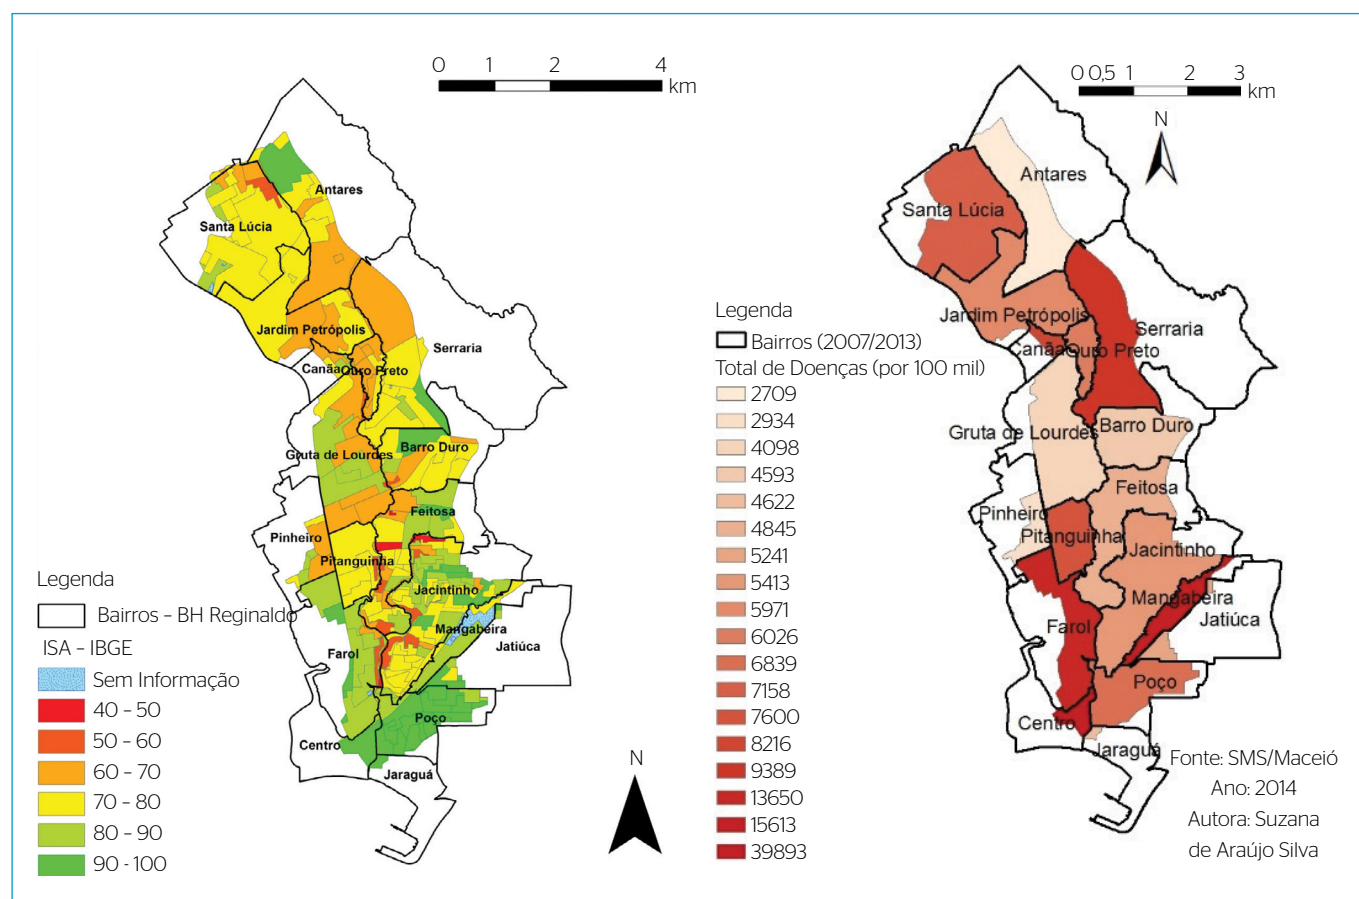 0 1 2 4
km
Antares
Santa Lúcia
Jardim Petrópolis
Serraria
Canãa
Ouro Preto
Gruta de Lourdes
Barro Duro
Feitosa
Pinheiro
Pitanguinha
Jacintinho
Mangabeira
Jatiúca
Farol
Poço
Centro
Jaraguá
N
Legenda
Bairros – BH Reginaldo
ISA – IBGE
Sem Informação
40 – 50
50 – 60
60 – 70
70 – 80
80 – 90
90 - 100
0 0,5 1 2 3
km
N
Antares
Santa Lúcia
Jardim Petrópolis
Serraria
Canãa
Ouro Preto
Gruta de Lourdes
Barro Duro
Feitosa
Pinheiro
Pitanguinha
Jacintinho
Mangabeira
Jatiúca
Farol
Poço
Centro
Jaraguá
Legenda
Bairros (2007/2013)
Total de Doenças (por 100 mil)
2709
2934
4098
4593
4622
4845
5241
5413
5971
6026
6839
7158
7600
8216
9389
13650
15613
39893
Fonte: SMS/Maceió
Ano: 2014
Autora: Suzana
de Araújo Silva